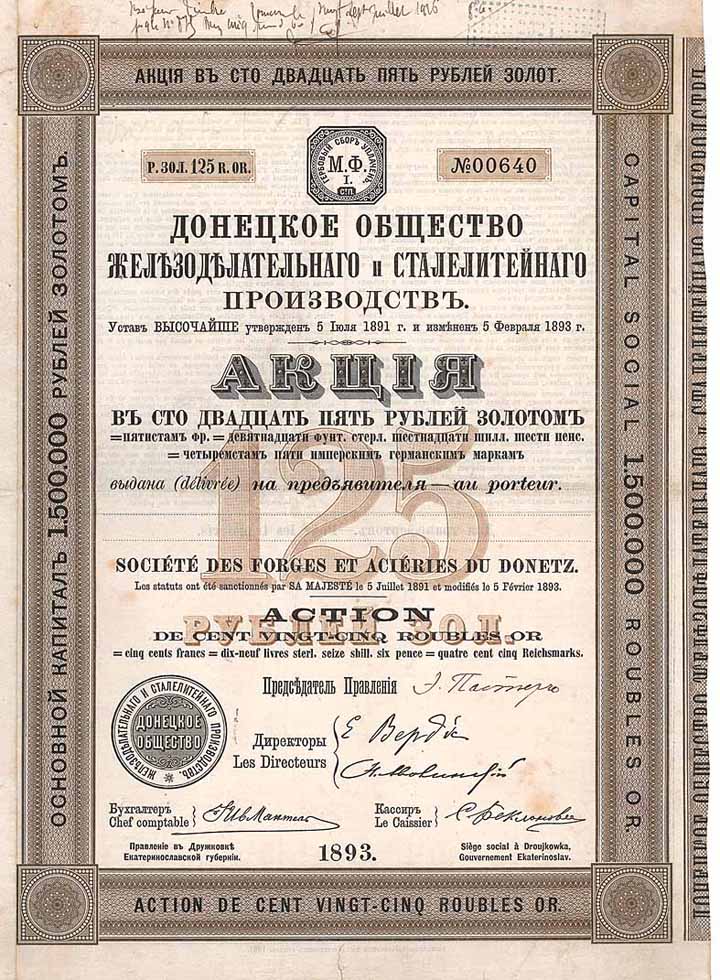 АКЦІЯ ВЪ СТО ДВАДЦАТЬ ПЯТЬ РУБЛЕЙ ЗОЛОТ.
Р. ЗОЛ. 125 R. OR.
ГЕРБОВЫЙ СБОРЪ УПЛАЧЕНЪ
М.Ф.
I.
СП.
№00640
ДОНЕЦКОЕ ОБЩЕСТВО
ЖЕЛѢЗОДѢЛАТЕЛЬНАГО и СТАЛЕЛИТЕЙНАГО
ПРОИЗВОДСТВЪ.
Уставъ ВЫСОЧАЙШЕ утвержденъ 5 Іюля 1891 г. и измѣненъ 5 Февраля 1893 г.
АКЦІЯ
ВЪ СТО ДВАДЦАТЬ ПЯТЬ РУБЛЕЙ ЗОЛОТОМЪ
=пятистамъ фр. = девятнадцати фунт. стерл. шестнадцати шилл. шести пенс.
= четыремстамъ пяти имперскимъ германскимъ маркамъ
выдана (délivrée) на предъявителя — au porteur.
125
РУБЛЕЙ ЗОЛ.
SOCIÉTÉ DES FORGES ET ACIÉRIES DU DONETZ.
Les statuts ont été sanctionnés par SA MAJESTÉ le 5 Juillet 1891 et modifiés le 5 Février 1893.
ACTION
DE CENT VINGT-CINQ ROUBLES OR
= cinq cents francs = dix-neuf livres sterl. seize shill. six pence = quatre cent cinq Reichsmarks.
Предсѣдатель Правленія
Директоры
Les Directeurs
ДОНЕЦКОЕ ОБЩЕСТВО
ЖЕЛѢЗОДѢЛАТЕЛЬНАГО И СТАЛЕЛИТЕЙНАГО ПРОИЗВОДСТВЪ.
Бухгалтеръ
Chef comptable
Кассиръ
Le Caissier
Правленіе въ Дружковкѣ
Екатеринославской губерніи.
1893.
Siège social à Droujkowka,
Gouvernement Ekaterinoslav.
ACTION DE CENT VINGT-CINQ ROUBLES OR.
ОСНОВНОЙ КАПИТАЛЪ 1.500.000 РУБЛЕЙ ЗОЛОТОМЪ.
CAPITAL SOCIAL 1.500.000 ROUBLES OR.